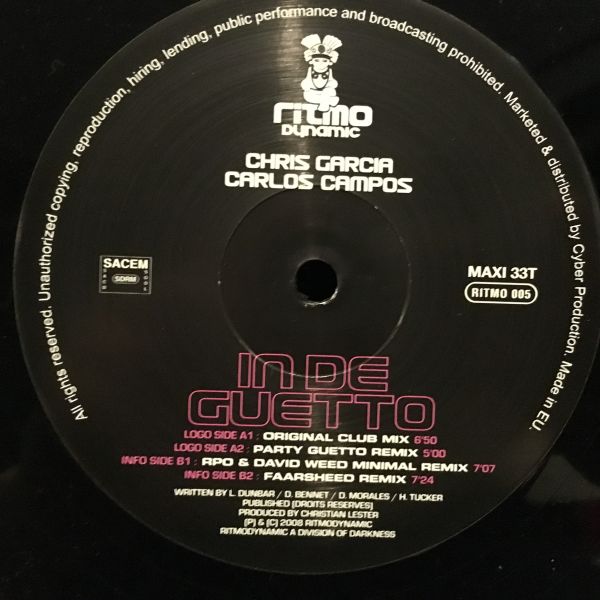 All rights reserved. Unauthorized copying, reproduction, hiring, lending, public performance and broadcasting prohibited. Marketed & distributed by Cyber Production. Made in EU.
RITMO
DYNAMIC
CHRIS GARCIA
CARLOS CAMPOS
SACEM
SDRM
MAXI 33T
RITMO 005
IN DE
GUETTO
LOGO SIDE A1 : ORIGINAL CLUB MIX 6'50
LOGO SIDE A2 : PARTY GUETTO REMIX 5'00
INFO SIDE B1 : RPO & DAVID WEED MINIMAL REMIX 7'07
INFO SIDE B2 : FAARSHEED REMIX 7'24
WRITTEN BY L. DUNBAR / D. BENNET / D. MORALES / H. TUCKER
PUBLISHED (DROITS RESERVES)
PRODUCED BY CHRISTIAN LESTER
(P) & (C) 2008 RITMODYNAMIC
RITMODYNAMIC A DIVISION OF DARKNESS